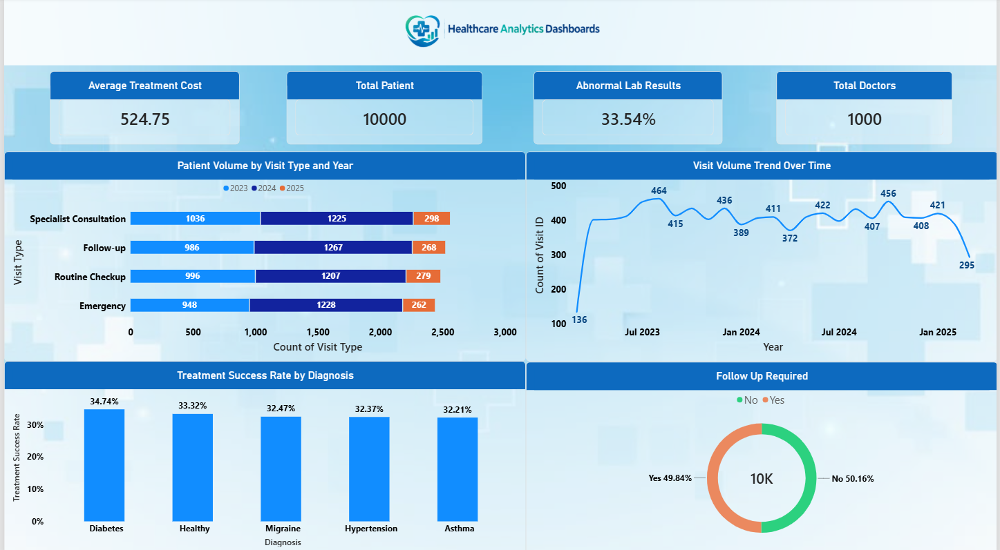 Healthcare Analytics Dashboards
Average Treatment Cost
524.75
Total Patient
10000
Abnormal Lab Results
33.54%
Total Doctors
1000
Patient Volume by Visit Type and Year
2023 2024 2025
Visit Type
Specialist Consultation 1036 1225 298
Follow-up 986 1267 268
Routine Checkup 996 1207 279
Emergency 948 1228 262
0 500 1,000 1,500 2,000 2,500 3,000
Count of Visit Type
Visit Volume Trend Over Time
Count of Visit ID
500
400
300
200
100
136
464
415
436
389
411
372
422
407
456
408
421
295
Jul 2023 Jan 2024 Jul 2024 Jan 2025
Year
Treatment Success Rate by Diagnosis
Treatment Success Rate
30%
20%
10%
0%
34.74% 33.32% 32.47% 32.37% 32.21%
Diabetes Healthy Migraine Hypertension Asthma
Diagnosis
Follow Up Required
No Yes
Yes 49.84%
10K
No 50.16%